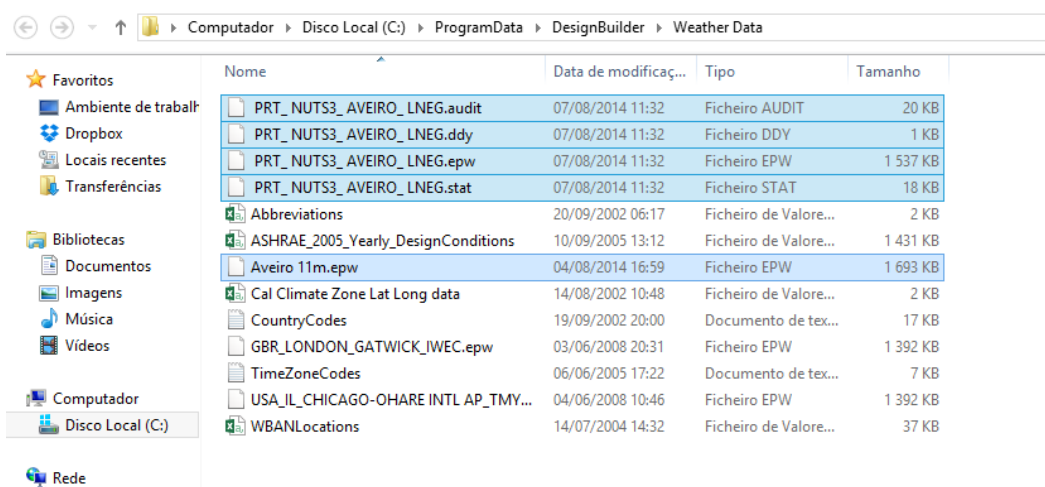 Computador Disco Local (C:) ProgramData DesignBuilder Weather Data
Favoritos
Ambiente de trabalh
Dropbox
Locais recentes
Transferências
Bibliotecas
Documentos
Imagens
Música
Vídeos
Computador
Disco Local (C:)
Rede
Nome Data de modificaç... Tipo Tamanho
PRT_ NUTS3_ AVEIRO_ LNEG.audit 07/08/2014 11:32 Ficheiro AUDIT 20 KB
PRT_ NUTS3_ AVEIRO_ LNEG.ddy 07/08/2014 11:32 Ficheiro DDY 1 KB
PRT_ NUTS3_ AVEIRO_ LNEG.epw 07/08/2014 11:32 Ficheiro EPW 1 537 KB
PRT_ NUTS3_ AVEIRO_ LNEG.stat 07/08/2014 11:32 Ficheiro STAT 18 KB
Abbreviations 20/09/2002 06:17 Ficheiro de Valore... 2 KB
ASHRAE_2005_Yearly_DesignConditions 10/09/2005 13:12 Ficheiro de Valore... 1 431 KB
Aveiro 11m.epw 04/08/2014 16:59 Ficheiro EPW 1 693 KB
Cal Climate Zone Lat Long data 14/08/2002 10:48 Ficheiro de Valore... 2 KB
CountryCodes 19/09/2002 20:00 Documento de tex... 17 KB
GBR_LONDON_GATWICK_IWEC.epw 03/06/2008 20:31 Ficheiro EPW 1 392 KB
TimeZoneCodes 06/06/2005 17:22 Documento de tex... 7 KB
USA_IL_CHICAGO-OHARE INTL AP_TMY... 04/06/2008 10:46 Ficheiro EPW 1 392 KB
WBANLocations 14/07/2004 14:32 Ficheiro de Valore... 37 KB